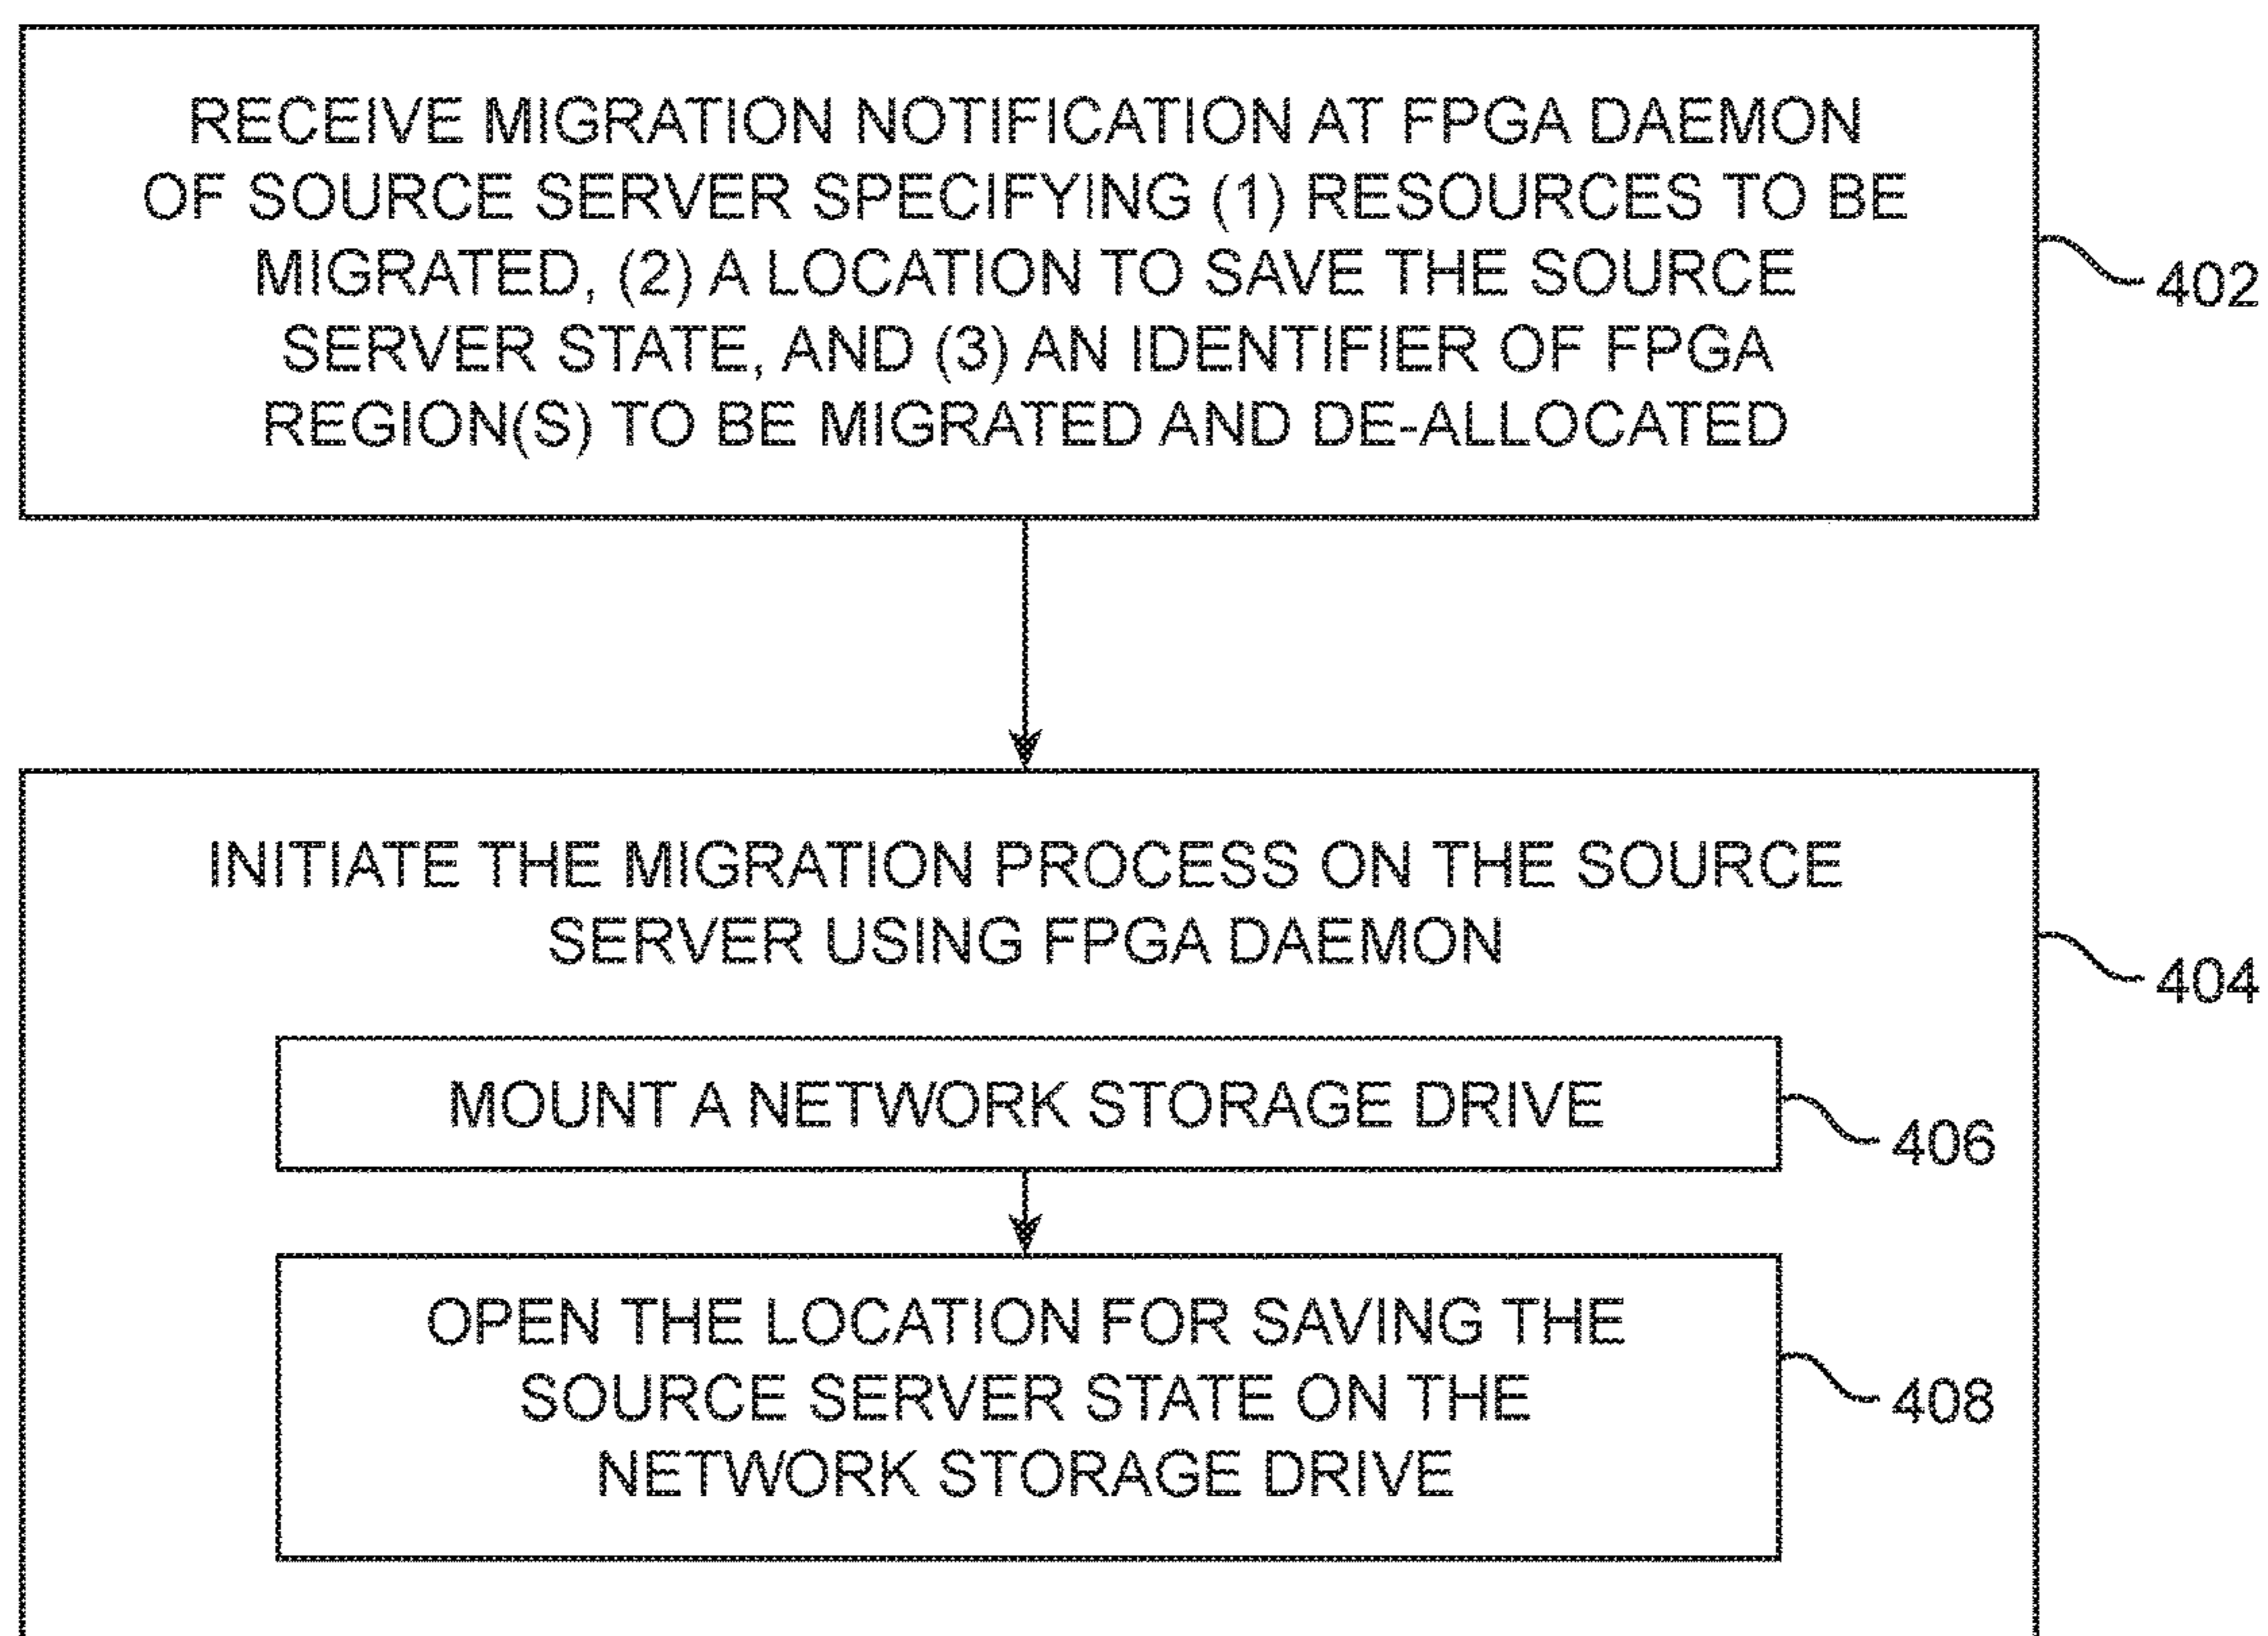 RECEIVE MIGRATION NOTIFICATION AT FPGA DAEMON
OF SOURCE SERVER SPECIFYING (1) RESOURCES TO BE
MIGRATED, (2) A LOCATION TO SAVE THE SOURCE
SERVER STATE, AND (3) AN IDENTIFIER OF FPGA
REGION(S) TO BE MIGRATED AND DE-ALLOCATED
402
INITIATE THE MIGRATION PROCESS ON THE SOURCE
SERVER USING FPGA DAEMON
404
MOUNT A NETWORK STORAGE DRIVE
406
OPEN THE LOCATION FOR SAVING THE
SOURCE SERVER STATE ON THE
NETWORK STORAGE DRIVE
408